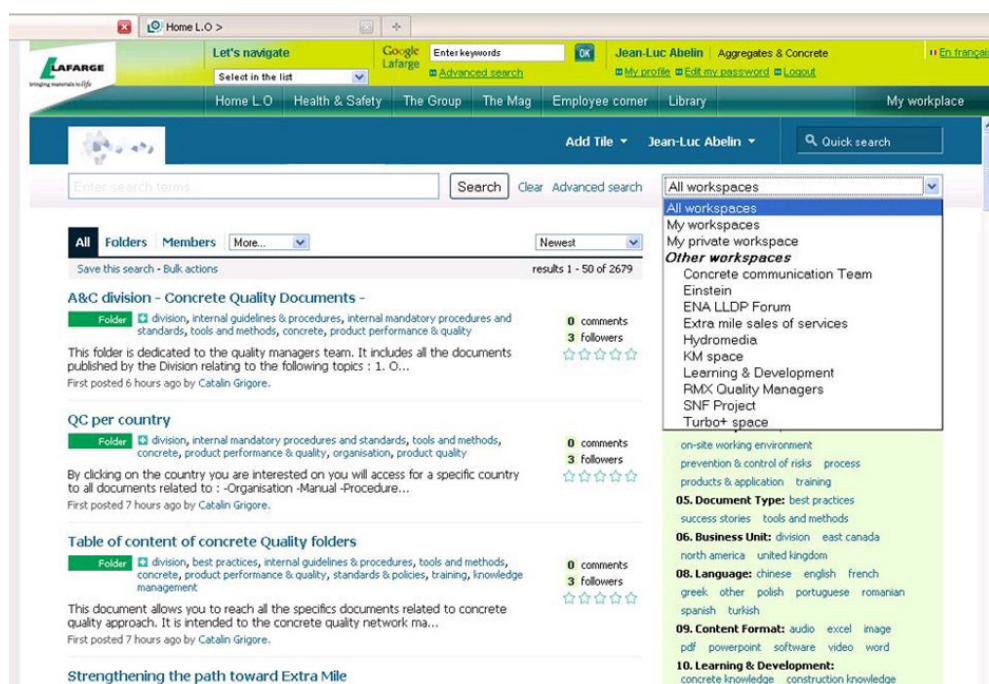 Home L.O >
LAFARGE
bringing materials to life
Let's navigate
Select in the list
Google
Lafarge
Enter keywords
OK
Advanced search
Jean-Luc Abelin
Aggregates & Concrete
My profile
Edit my password
Logout
En françai
Home L.O
Health & Safety
The Group
The Mag
Employee corner
Library
My workplace
Add Tile
Jean-Luc Abelin
Quick search
Enter search terms...
Search
Clear
Advanced search
All workspaces
All workspaces
My workspaces
My private workspace
Other workspaces
Concrete communication Team
Einstein
ENA LLDP Forum
Extra mile sales of services
Hydromedia
KM space
Learning & Development
RMX Quality Managers
SNF Project
Turbo+ space
All
Folders
Members
More...
Newest
Save this search - Bulk actions
results 1 - 50 of 2679
A&C division - Concrete Quality Documents -
Folder
division, internal guidelines & procedures, internal mandatory procedures and
standards, tools and methods, concrete, product performance & quality
0 comments
3 followers
This folder is dedicated to the quality managers team. It includes all the documents
published by the Division relating to the following topics : 1. O...
First posted 6 hours ago by Catalin Grigore.
QC per country
Folder
division, internal mandatory procedures and standards, tools and methods,
concrete, product performance & quality, organisation, product quality
0 comments
3 followers
By clicking on the country you are interested on you will access for a specific country
to all documents related to : -Organisation -Manual -Procedure...
First posted 7 hours ago by Catalin Grigore.
Table of content of concrete Quality folders
Folder
division, best practices, internal guidelines & procedures, tools and methods,
concrete, product performance & quality, standards & policies, training, knowledge
management
0 comments
3 followers
This document allows you to reach all the specifics documents related to concrete
quality approach. It is intended to the concrete quality network ma...
First posted 7 hours ago by Catalin Grigore.
Strengthening the path toward Extra Mile
on-site working environment
prevention & control of risks process
products & application training
05. Document Type: best practices
success stories tools and methods
06. Business Unit: division east canada
north america united kingdom
08. Language: chinese english french
greek other polish portuguese romanian
spanish turkish
09. Content Format: audio excel image
pdf powerpoint software video word
10. Learning & Development:
concrete knowledge construction knowledge